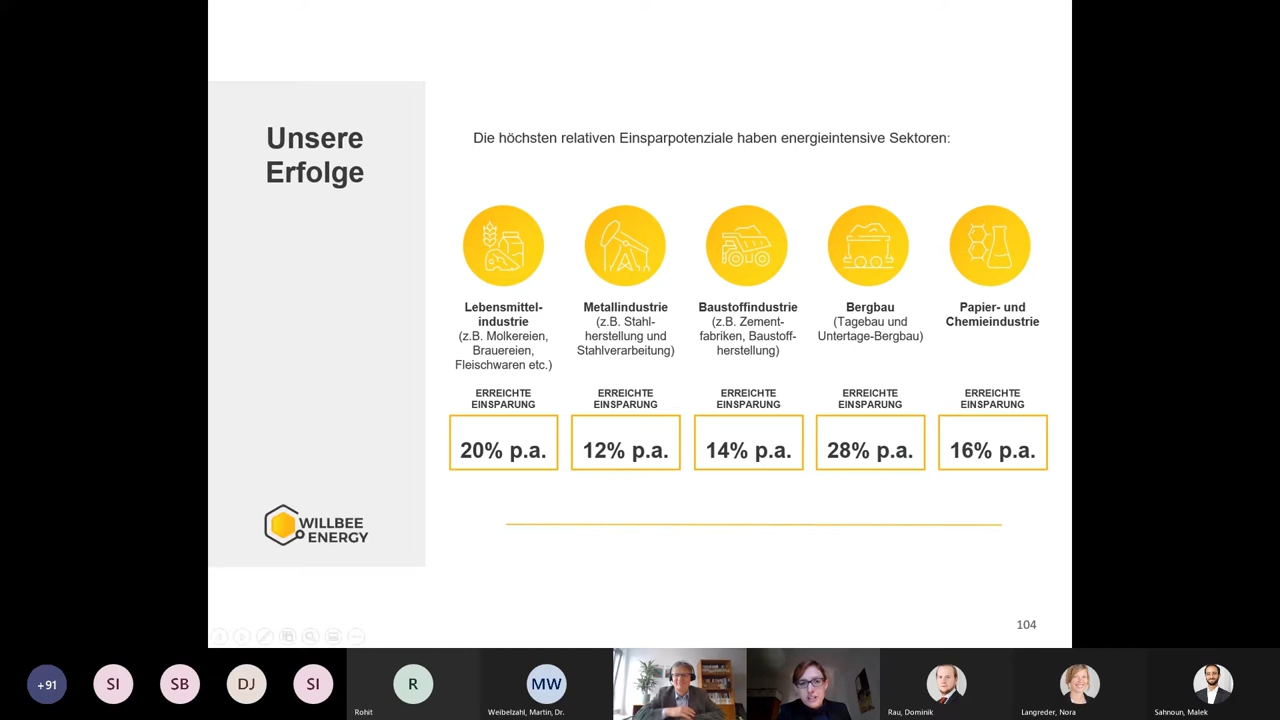 Unsere
Erfolge
Die höchsten relativen Einsparpotenziale haben energieintensive Sektoren:
Lebensmittel-
industrie
(z.B. Molkereien,
Brauereien,
Fleischwaren etc.)
Metallindustrie
(z.B. Stahl-
herstellung und
Stahlverarbeitung)
Baustoffindustrie
(z.B. Zement-
fabriken, Baustoff-
herstellung)
Bergbau
(Tagebau und
Untertage-Bergbau)
Papier- und
Chemieindustrie
ERREICHTE
EINSPARUNG
20% p.a.
ERREICHTE
EINSPARUNG
12% p.a.
ERREICHTE
EINSPARUNG
14% p.a.
ERREICHTE
EINSPARUNG
28% p.a.
ERREICHTE
EINSPARUNG
16% p.a.
WILLBEE
ENERGY
104
+91
SI
SB
DJ
SI
R
Rohit
MW
Weibelzahl, Martin, Dr.
Rau, Dominik
Langreder, Nora
Sahnoun, Malek